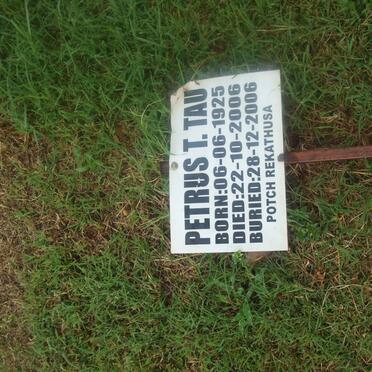 PETRUS T. TAU
BORN:06-06-1925
DIED:22-10-2006
BURIED:28-12-2006
POTCH REKATHUSA